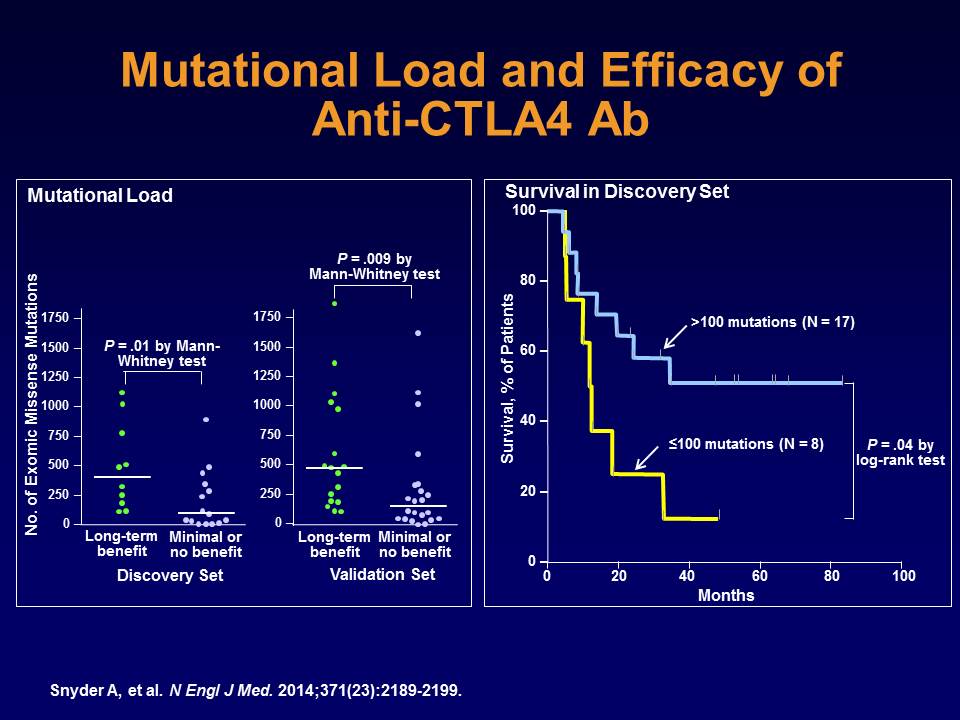 Mutational Load and Efficacy of
Anti-CTLA4 Ab
Mutational Load
No. of Exomic Missense Mutations
1750
1500
1250
1000
750
500
250
0
P = .01 by Mann-
Whitney test
Long-term
benefit
Minimal or
no benefit
Discovery Set
1750
1500
1250
1000
750
500
250
0
P = .009 by
Mann-Whitney test
Long-term
benefit
Minimal or
no benefit
Validation Set
Survival in Discovery Set
Survival, % of Patients
100
80
60
40
20
0
>100 mutations (N = 17)
≤100 mutations (N = 8)
P = .04 by
log-rank test
0 20 40 60 80 100
Months
Snyder A, et al. N Engl J Med. 2014;371(23):2189-2199.